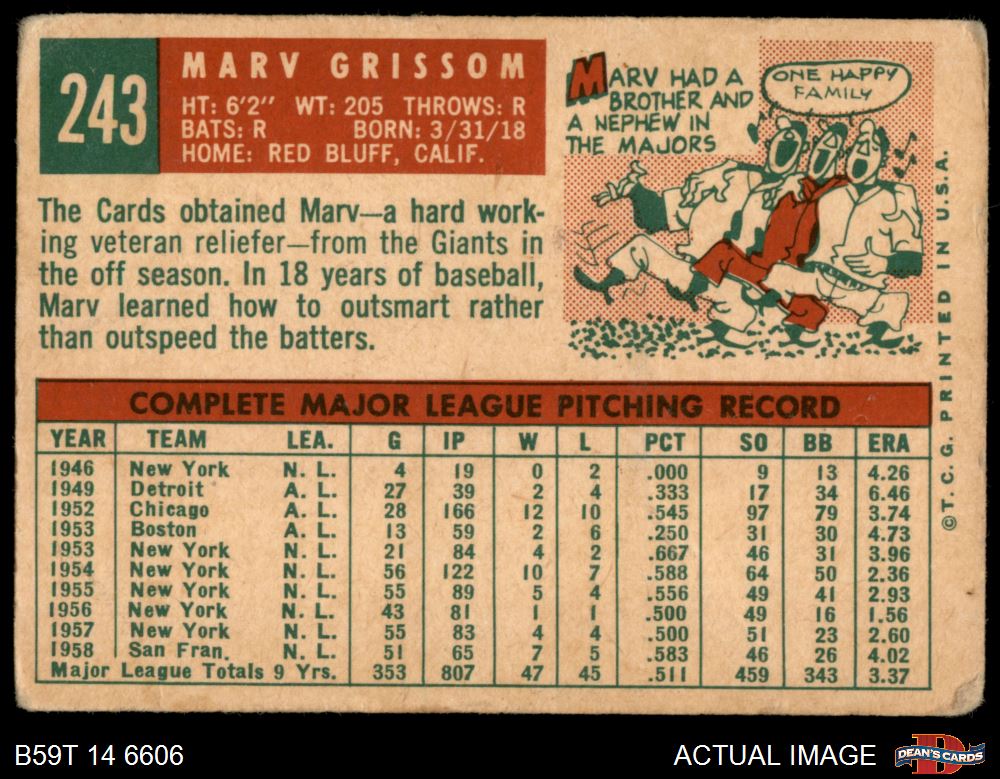 243
MARV GRISSOM
HT: 6'2" WT: 205 THROWS: R
BATS: R BORN: 3/31/18
HOME: RED BLUFF, CALIF.
The Cards obtained Marv—a hard work-
ing veteran reliefer—from the Giants in
the off season. In 18 years of baseball,
Marv learned how to outsmart rather
than outspeed the batters.
MARV HAD A
BROTHER AND
A NEPHEW IN
THE MAJORS
ONE HAPPY
FAMILY
©T. C. G. PRINTED IN U.S.A.
COMPLETE MAJOR LEAGUE PITCHING RECORD
YEAR TEAM LEA. G IP W L PCT SO BB ERA
1946 New York N. L. 4 19 0 2 .000 9 13 4.26
1949 Detroit A. L. 27 39 2 4 .333 17 34 6.46
1952 Chicago A. L. 28 166 12 10 .545 97 79 3.74
1953 Boston A. L. 13 59 2 6 .250 31 30 4.73
1953 New York N. L. 21 84 4 2 .667 46 31 3.96
1954 New York N. L. 56 122 10 7 .588 64 50 2.36
1955 New York N. L. 55 89 5 4 .556 49 41 2.93
1956 New York N. L. 43 81 1 1 .500 49 16 1.56
1957 New York N. L. 55 83 4 4 .500 51 23 2.60
1958 San Fran. N. L. 51 65 7 5 .583 46 26 4.02
Major League Totals 9 Yrs. 353 807 47 45 .511 459 343 3.37
B59T 14 6606
ACTUAL IMAGE
D
DEAN'S CARDS